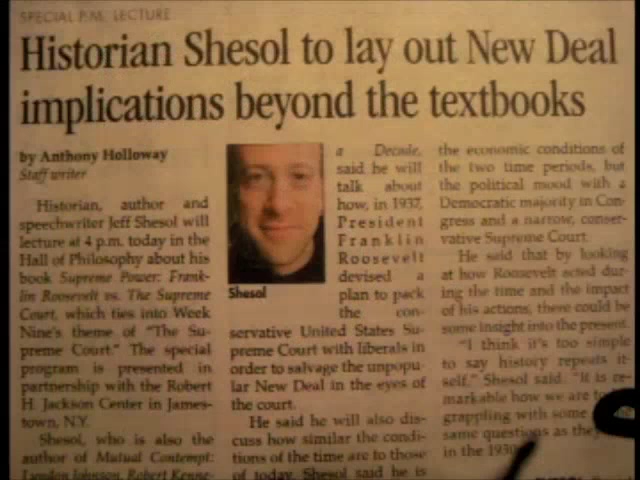 SPECIAL P.M. LECTURE
Historian Shesol to lay out New Deal
implications beyond the textbooks
by Anthony Holloway
Staff writer
Historian, author and
speechwriter Jeff Shesol will
lecture at 4 p.m. today in the
Hall of Philosophy about his
book Supreme Power: Frank-
lin Roosevelt vs. The Supreme
Court, which ties into Week
Nine's theme of "The Su-
preme Court." The special
program is presented in
partnership with the Robert
H. Jackson Center in James-
town, N.Y.
Shesol, who is also the
author of Mutual Contempt:
Lyndon Johnson, Robert Kenne-
Shesol
a Decade,
said he will
talk about
how, in 1937,
President
Franklin
Roosevelt
devised a
plan to pack
the con-
servative United States Su-
preme Court with liberals in
order to salvage the unpopu-
lar New Deal in the eyes of
the court.
He said he will also dis-
cuss how similar the condi-
tions of the time are to those
of today. Shesol said he is
the economic conditions of
the two time periods, but
the political mood with a
Democratic majority in Con-
gress and a narrow, conser-
vative Supreme Court.
He said that by looking
at how Roosevelt acted dur-
ing the time and the impact
of his actions, there could be
some insight into the present.
"I think it's too simple
to say history repeats it-
self," Shesol said. "It is re-
markable how we are
grappling with some
same questions as they
in the 1930